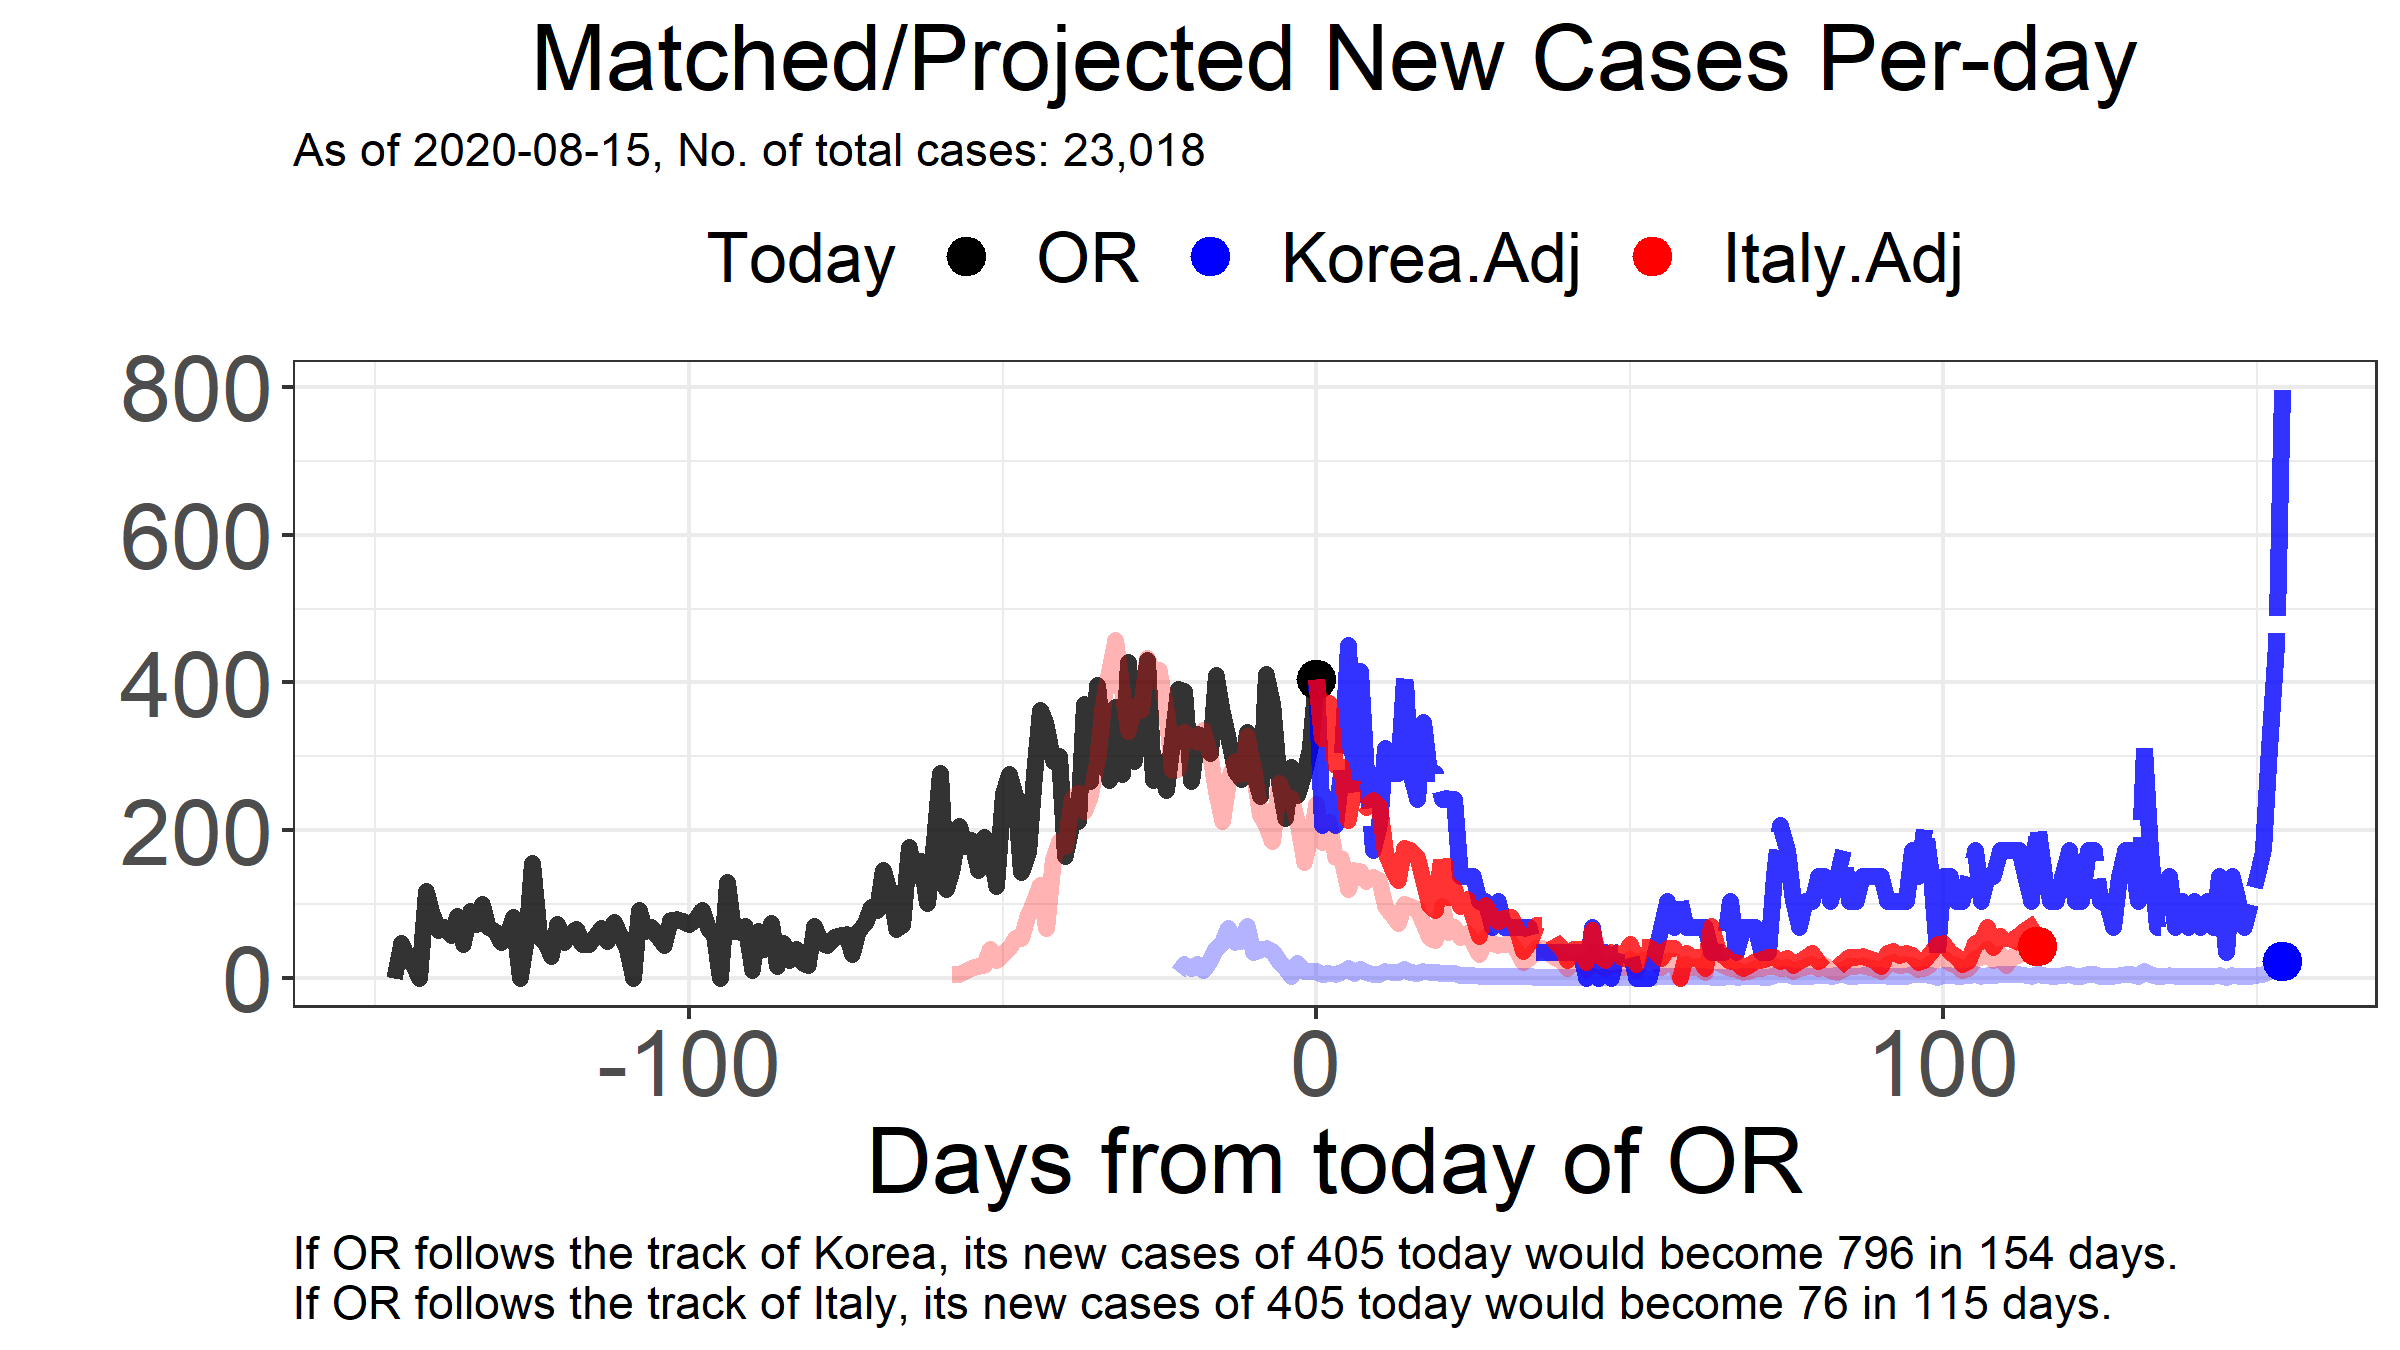 Matched/Projected New Cases Per-day
As of 2020-08-15, No. of total cases: 23,018
Today OR Korea.Adj Italy.Adj
800
600
400
200
0
-100 0 100
Days from today of OR
If OR follows the track of Korea, its new cases of 405 today would become 796 in 154 days.
If OR follows the track of Italy, its new cases of 405 today would become 76 in 115 days.